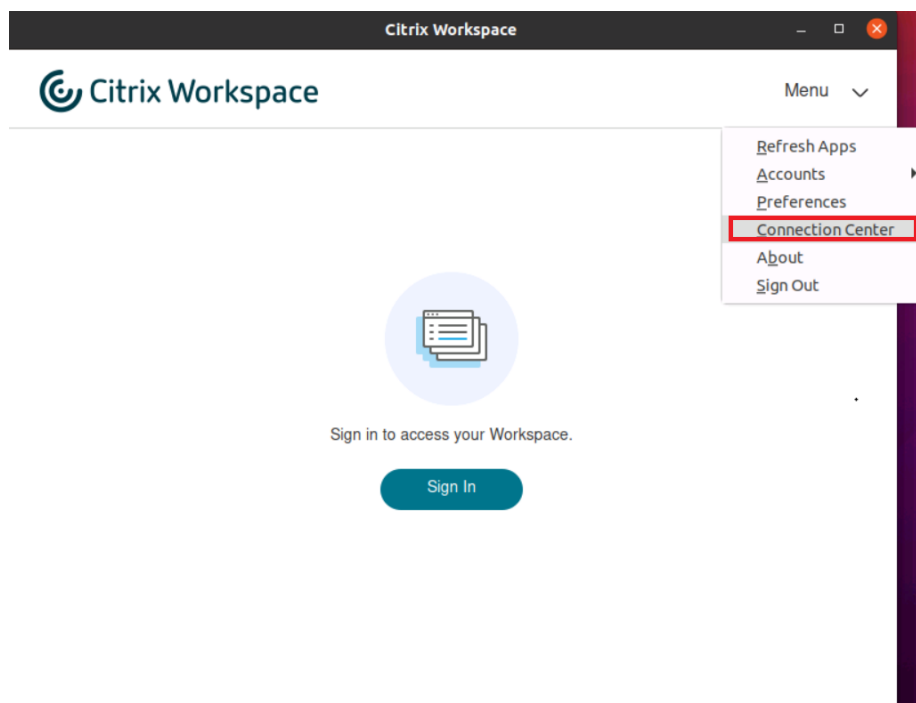 Citrix Workspace
Citrix Workspace
Menu
Refresh Apps
Accounts
Preferences
Connection Center
About
Sign Out
Sign in to access your Workspace.
Sign In